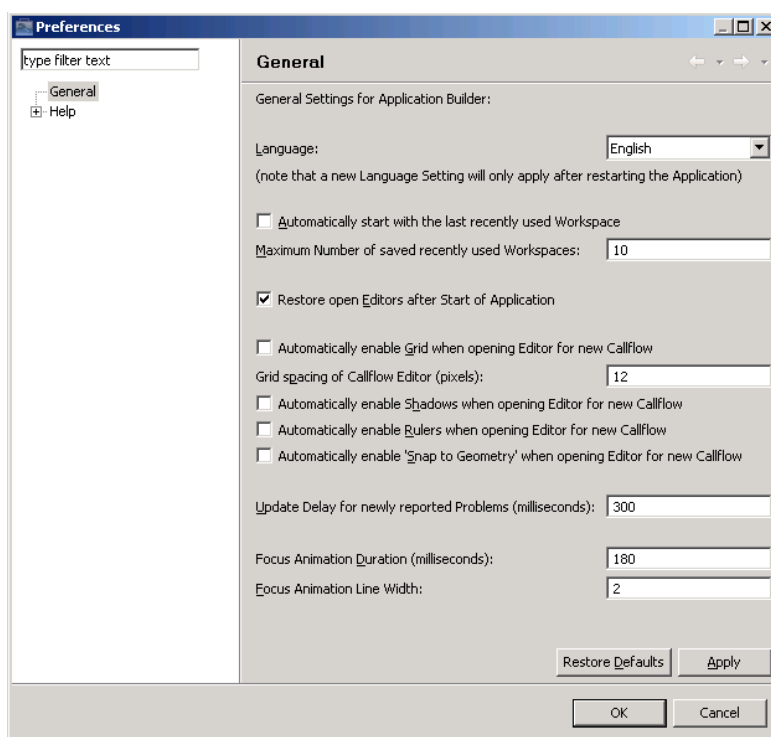 Preferences
type filter text
General
Help
General
General Settings for Application Builder:
Language: English
(note that a new Language Setting will only apply after restarting the Application)
Automatically start with the last recently used Workspace
Maximum Number of saved recently used Workspaces: 10
Restore open Editors after Start of Application
Automatically enable Grid when opening Editor for new Callflow
Grid spacing of Callflow Editor (pixels): 12
Automatically enable Shadows when opening Editor for new Callflow
Automatically enable Rulers when opening Editor for new Callflow
Automatically enable 'Snap to Geometry' when opening Editor for new Callflow
Update Delay for newly reported Problems (milliseconds): 300
Focus Animation Duration (milliseconds): 180
Focus Animation Line Width: 2
Restore Defaults Apply
OK Cancel